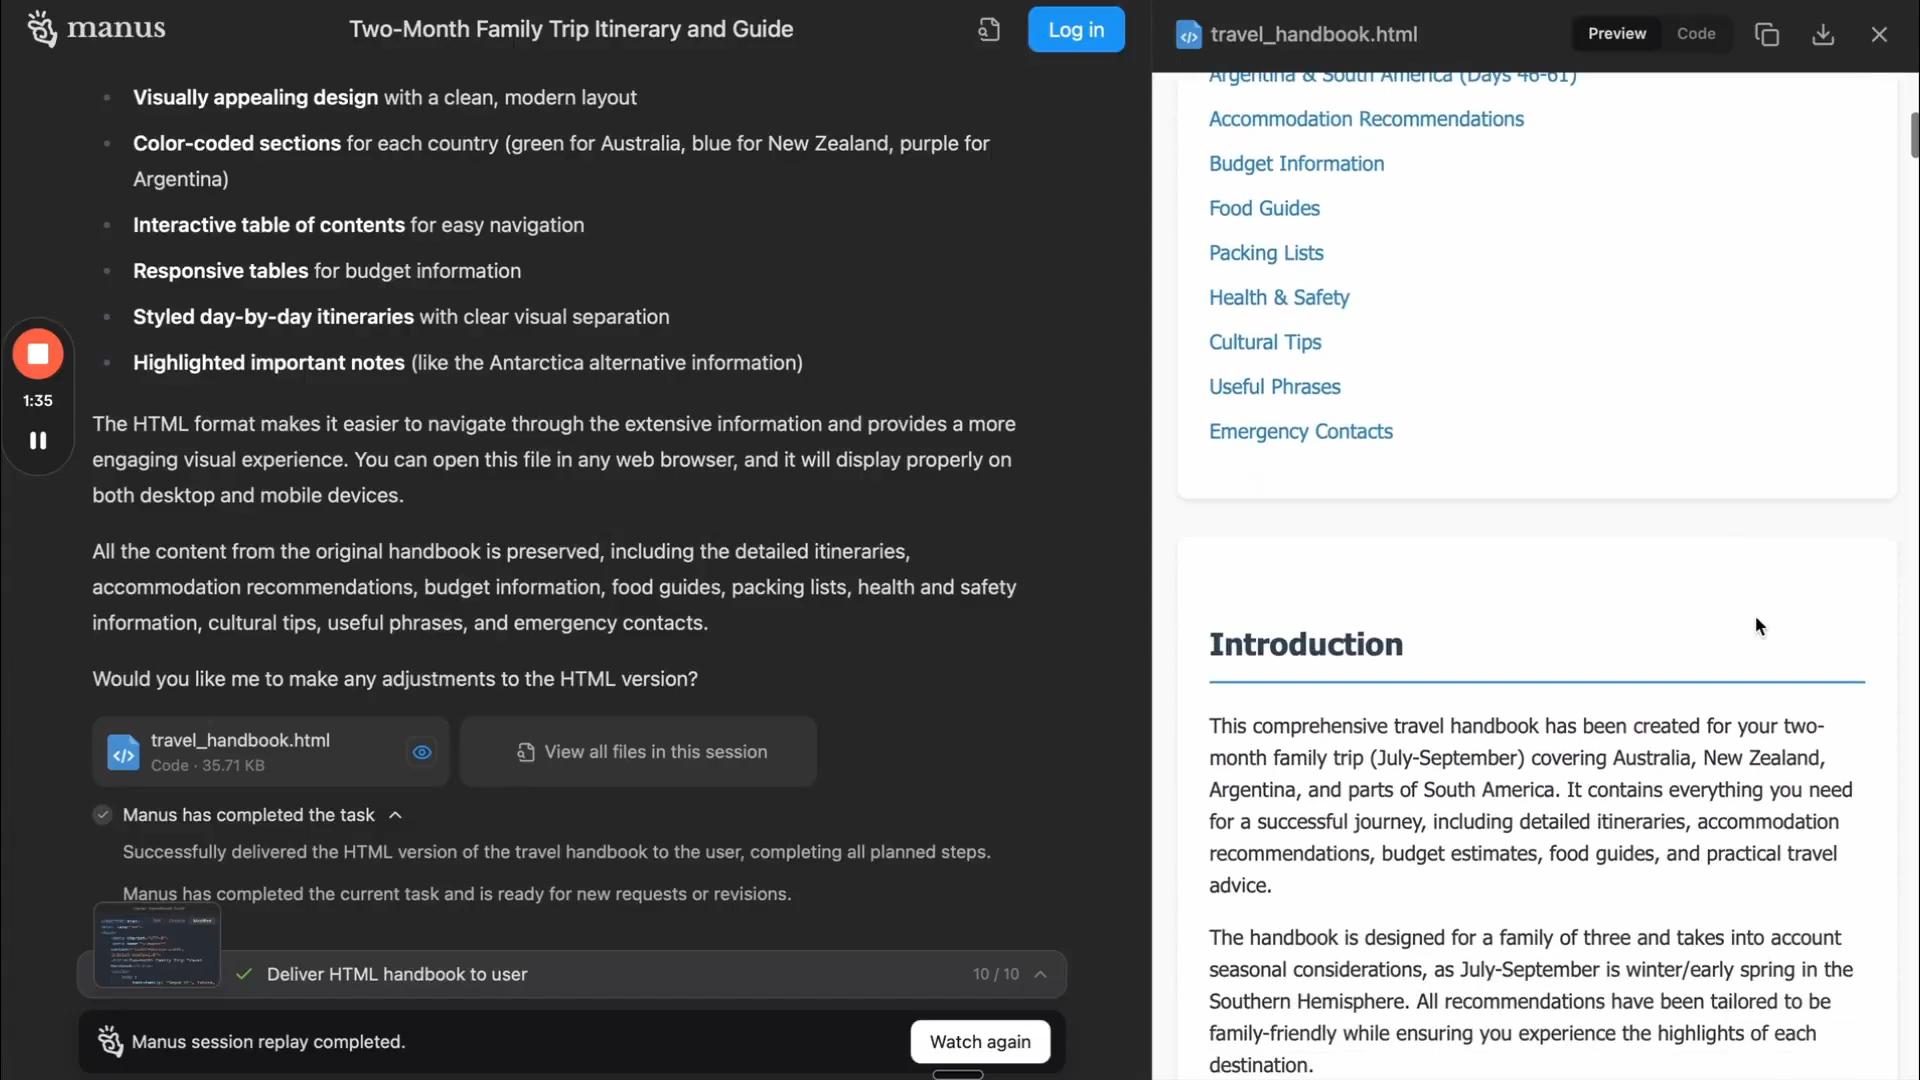 manus
Two-Month Family Trip Itinerary and Guide
Log in
Visually appealing design with a clean, modern layout
Color-coded sections for each country (green for Australia, blue for New Zealand, purple for
Argentina)
Interactive table of contents for easy navigation
Responsive tables for budget information
Styled day-by-day itineraries with clear visual separation
Highlighted important notes (like the Antarctica alternative information)
1:35
The HTML format makes it easier to navigate through the extensive information and provides a more
engaging visual experience. You can open this file in any web browser, and it will display properly on
both desktop and mobile devices.
All the content from the original handbook is preserved, including the detailed itineraries,
accommodation recommendations, budget information, food guides, packing lists, health and safety
information, cultural tips, useful phrases, and emergency contacts.
Would you like me to make any adjustments to the HTML version?
travel_handbook.html
Code · 35.71 KB
View all files in this session
Manus has completed the task
Successfully delivered the HTML version of the travel handbook to the user, completing all planned steps.
Manus has completed the current task and is ready for new requests or revisions.
Deliver HTML handbook to user
10 / 10
Manus session replay completed.
Watch again
travel_handbook.html
Preview
Code
Argentina & South America (Days 46-61)
Accommodation Recommendations
Budget Information
Food Guides
Packing Lists
Health & Safety
Cultural Tips
Useful Phrases
Emergency Contacts
Introduction
This comprehensive travel handbook has been created for your two-
month family trip (July-September) covering Australia, New Zealand,
Argentina, and parts of South America. It contains everything you need
for a successful journey, including detailed itineraries, accommodation
recommendations, budget estimates, food guides, and practical travel
advice.
The handbook is designed for a family of three and takes into account
seasonal considerations, as July-September is winter/early spring in the
Southern Hemisphere. All recommendations have been tailored to be
family-friendly while ensuring you experience the highlights of each
destination.